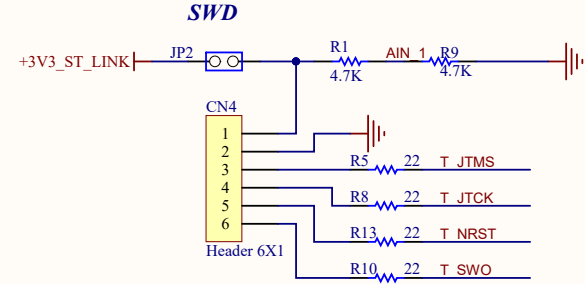 SWD
+3V3_ST_LINK
JP2
R1
4.7K
AIN_1
R9
4.7K
CN4
1
2
3
4
5
6
Header 6X1
R5 22 T_JTMS
R8 22 T_JTCK
R13 22 T_NRST
R10 22 T_SWO